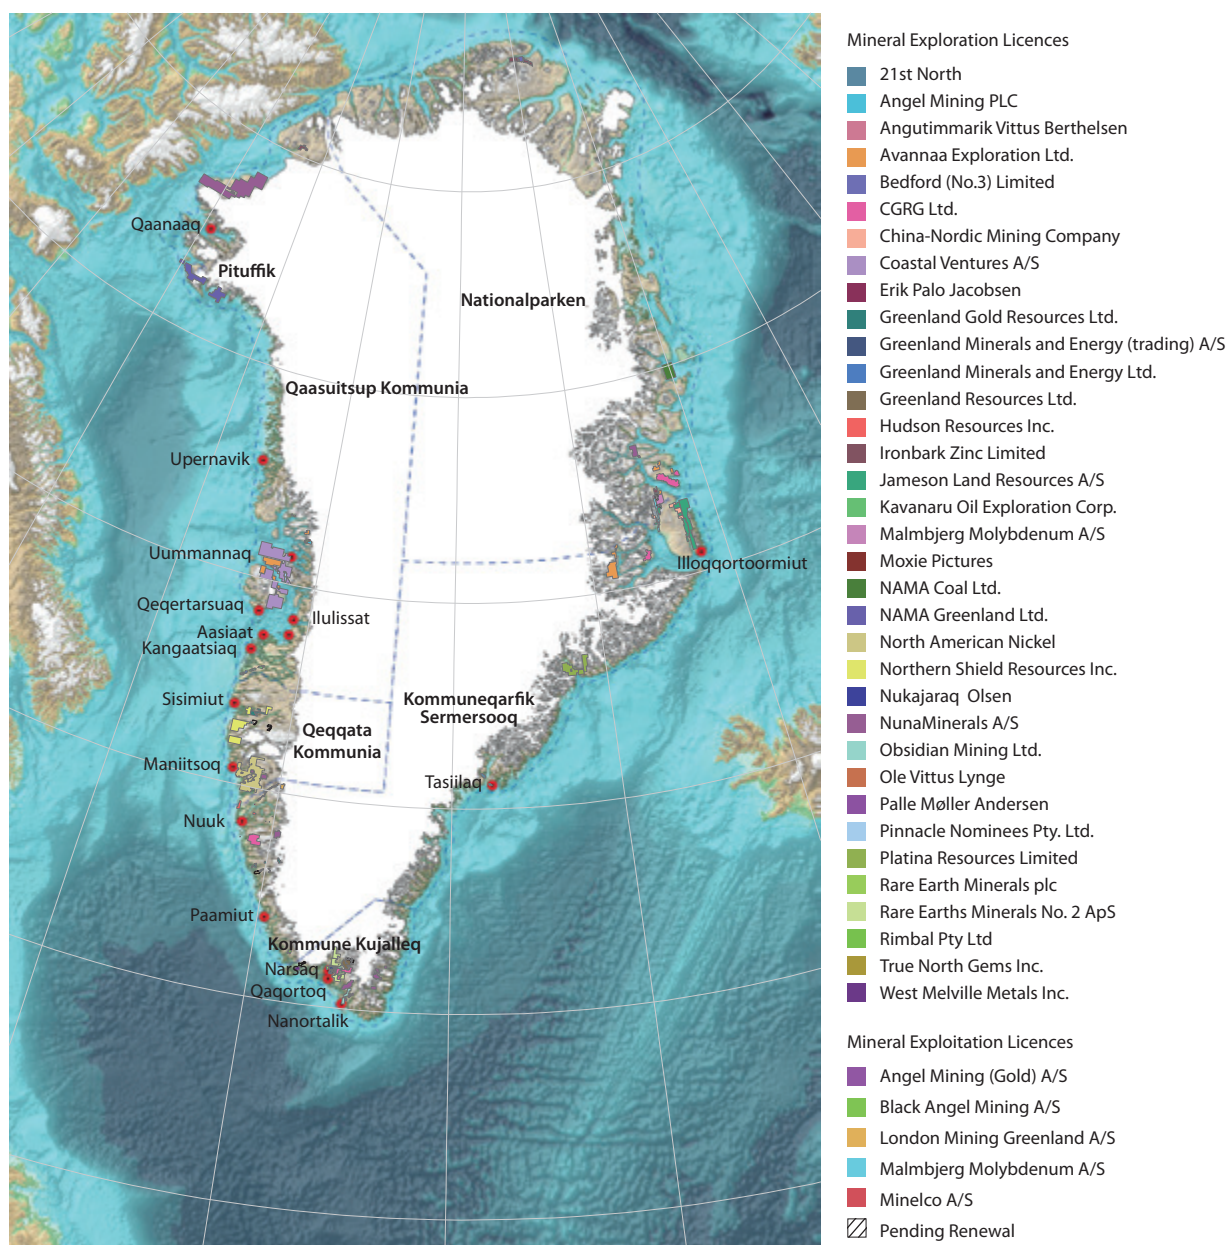 Qaanaaq
Pituffik
Nationalparken
Qaasuitsup Kommunia
Upernavik
Uummannaq
Illoqqortoormiut
Qeqertarsuaq
Ilulissat
Aasiaat
Kangaatsiaq
Sisimiut
Kommuneqarfik
Sermersooq
Qeqqata
Kommunia
Maniitsoq
Tasiilaq
Nuuk
Paamiut
Kommune Kujalleq
Narsaq
Qaqortoq
Nanortalik
Mineral Exploration Licences
21st North
Angel Mining PLC
Angutimmarik Vittus Berthelsen
Avannaa Exploration Ltd.
Bedford (No.3) Limited
CGRG Ltd.
China-Nordic Mining Company
Coastal Ventures A/S
Erik Palo Jacobsen
Greenland Gold Resources Ltd.
Greenland Minerals and Energy (trading) A/S
Greenland Minerals and Energy Ltd.
Greenland Resources Ltd.
Hudson Resources Inc.
Ironbark Zinc Limited
Jameson Land Resources A/S
Kavanaru Oil Exploration Corp.
Malmbjerg Molybdenum A/S
Moxie Pictures
NAMA Coal Ltd.
NAMA Greenland Ltd.
North American Nickel
Northern Shield Resources Inc.
Nukajaraq Olsen
NunaMinerals A/S
Obsidian Mining Ltd.
Ole Vittus Lynge
Palle Møller Andersen
Pinnacle Nominees Pty. Ltd.
Platina Resources Limited
Rare Earth Minerals plc
Rare Earths Minerals No. 2 ApS
Rimbal Pty Ltd
True North Gems Inc.
West Melville Metals Inc.
Mineral Exploitation Licences
Angel Mining (Gold) A/S
Black Angel Mining A/S
London Mining Greenland A/S
Malmbjerg Molybdenum A/S
Minelco A/S
Pending Renewal